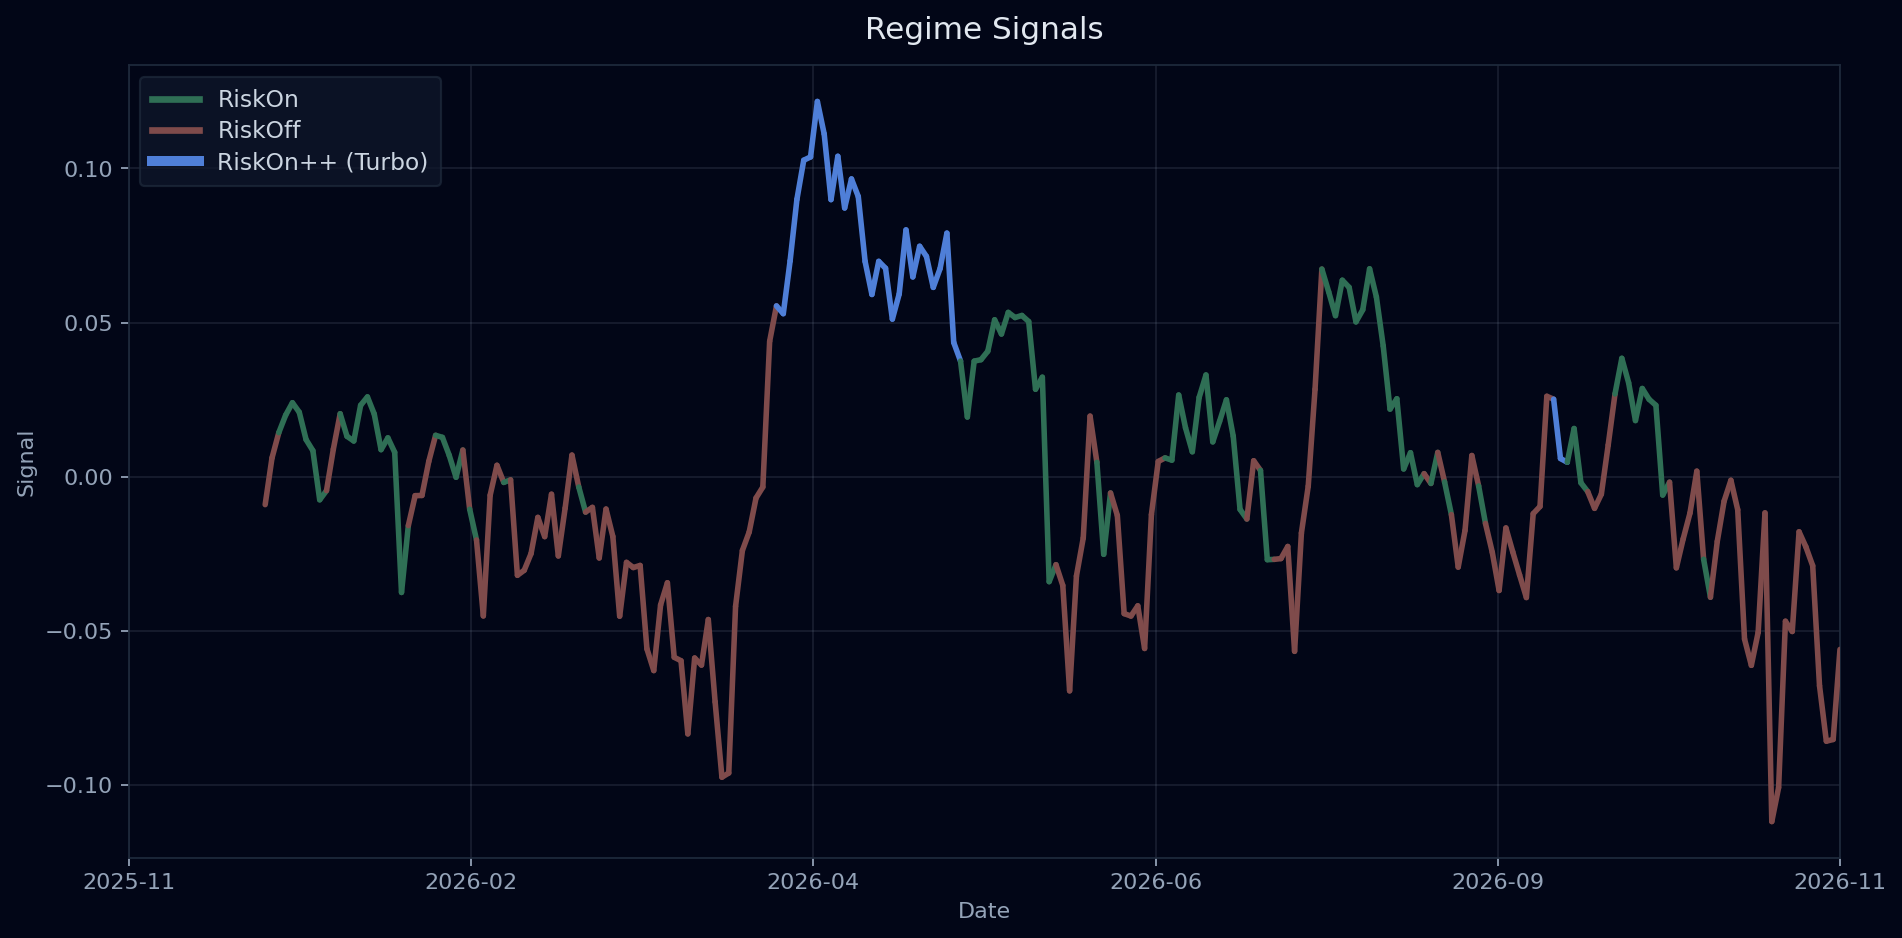 Regime Signals
RiskOn
RiskOff
RiskOn++ (Turbo)
0.10
0.05
0.00
−0.05
−0.10
Signal
2025-11
2026-02
2026-04
2026-06
2026-09
2026-11
Date